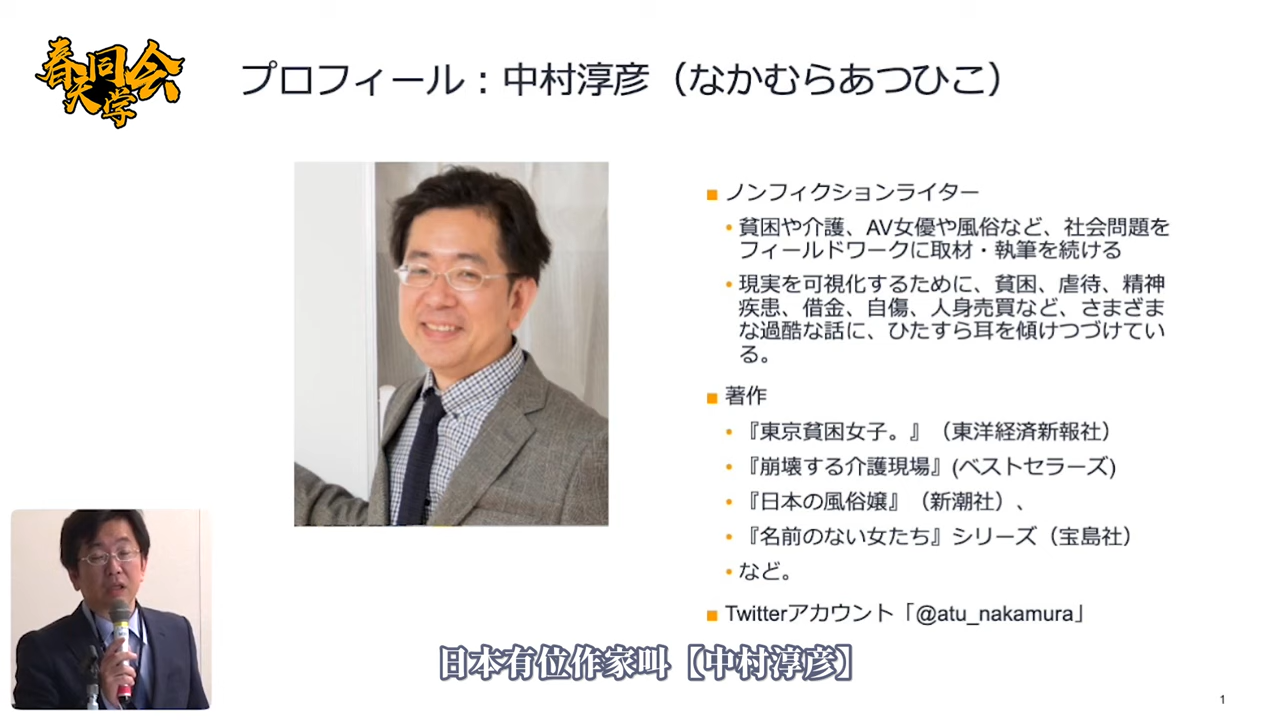 春同会
大学
プロフィール：中村淳彦（なかむらあつひこ）
ノンフィクションライター
貧困や介護、AV女優や風俗など、社会問題を
フィールドワークに取材・執筆を続ける
現実を可視化するために、貧困、虐待、精神
疾患、借金、自傷、人身売買など、さまざま
な過酷な話に、ひたすら耳を傾けつづけてい
る。
著作
『東京貧困女子。』（東洋経済新報社）
『崩壊する介護現場』(ベストセラーズ)
『日本の風俗嬢』（新潮社）、
『名前のない女たち』シリーズ（宝島社）
など。
Twitterアカウント「@atu_nakamura」
日本有位作家叫【中村淳彦】
1